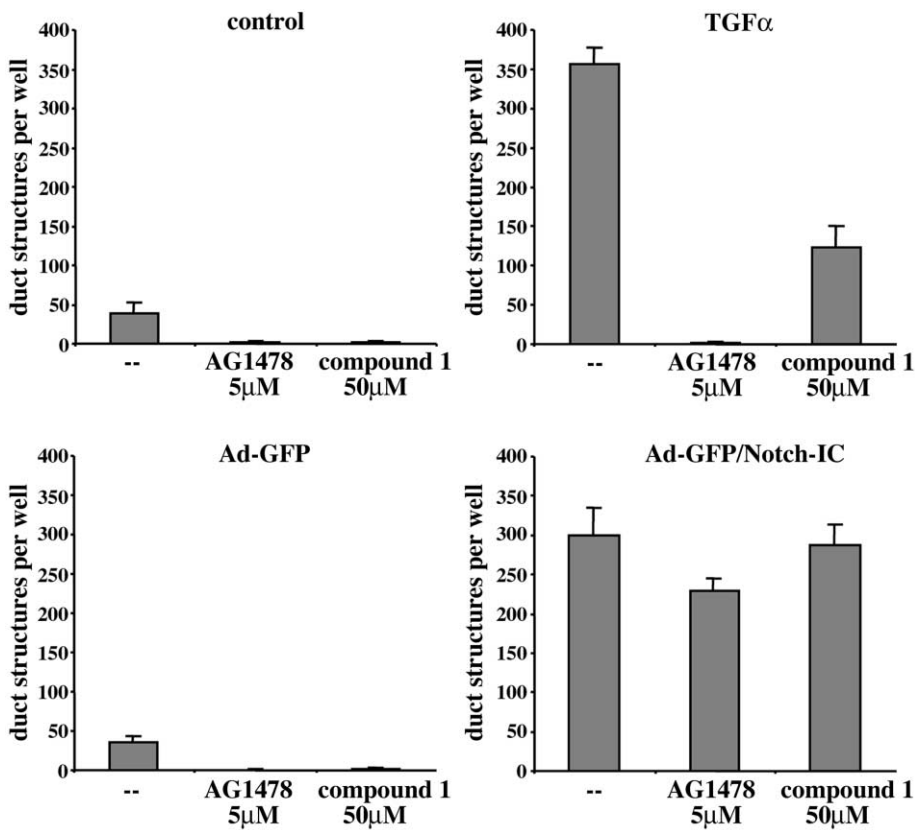 control
duct structures per well
400
350
300
250
200
150
100
50
0
--
AG1478
5μM
compound 1
50μM
TGFα
duct structures per well
400
350
300
250
200
150
100
50
0
--
AG1478
5μM
compound 1
50μM
Ad-GFP
duct structures per well
400
350
300
250
200
150
100
50
0
--
AG1478
5μM
compound 1
50μM
Ad-GFP/Notch-IC
duct structures per well
400
350
300
250
200
150
100
50
0
--
AG1478
5μM
compound 1
50μM